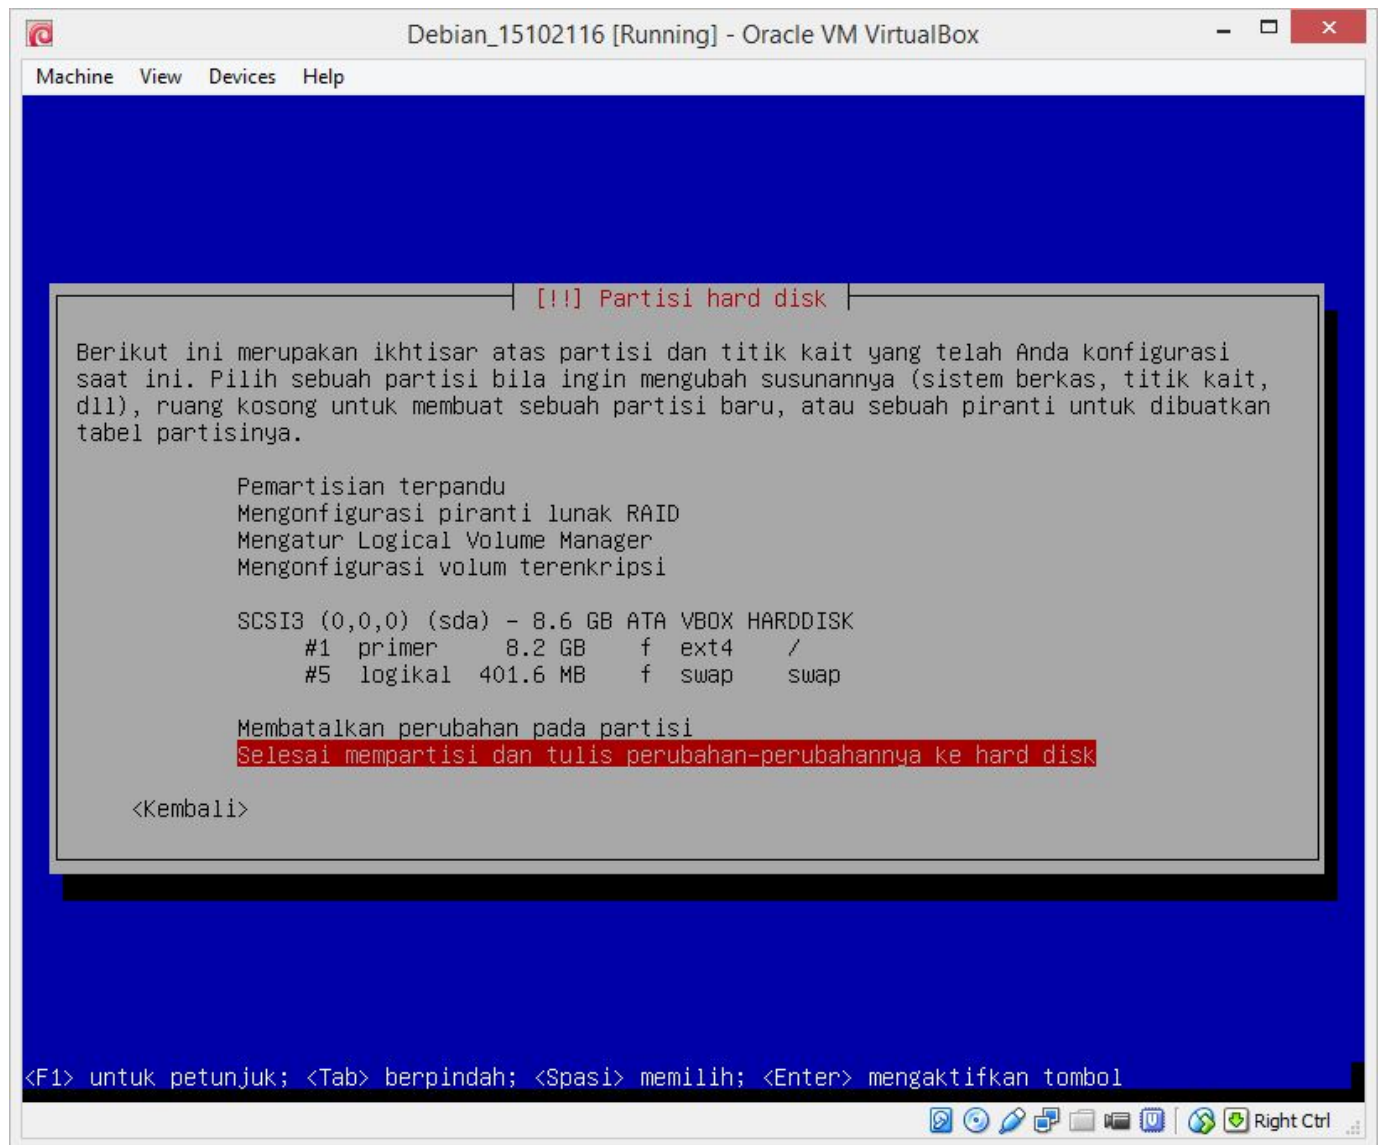 Debian_15102116 [Running] - Oracle VM VirtualBox
Machine View Devices Help
[!!] Partisi hard disk
Berikut ini merupakan ikhtisar atas partisi dan titik kait yang telah Anda konfigurasi
saat ini. Pilih sebuah partisi bila ingin mengubah susunannya (sistem berkas, titik kait,
dll), ruang kosong untuk membuat sebuah partisi baru, atau sebuah piranti untuk dibuatkan
tabel partisinya.
Pemartisian terpandu
Mengonfigurasi piranti lunak RAID
Mengatur Logical Volume Manager
Mengonfigurasi volum terenkripsi
SCSI3 (0,0,0) (sda) - 8.6 GB ATA VBOX HARDDISK
#1 primer 8.2 GB f ext4 /
#5 logikal 401.6 MB f swap swap
Membatalkan perubahan pada partisi
Selesai mempartisi dan tulis perubahan-perubahannya ke hard disk
<Kembali>
<F1> untuk petunjuk; <Tab> berpindah; <Spasi> memilih; <Enter> mengaktifkan tombol
Right Ctrl